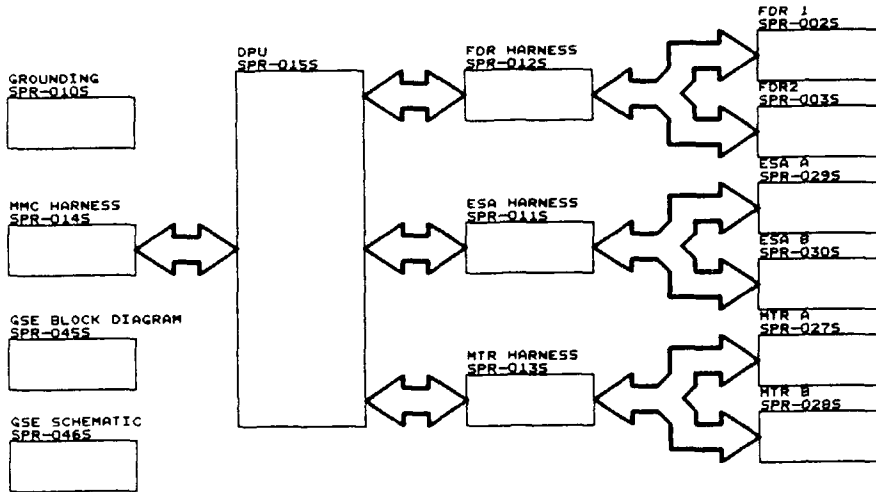 GROUNDING
SPR-010S
MMC HARNESS
SPR-014S
GSE BLOCK DIAGRAM
SPR-045S
GSE SCHEMATIC
SPR-046S
DPU
SPR-015S
FDR HARNESS
SPR-012S
ESA HARNESS
SPR-011S
MTR HARNESS
SPR-013S
FDR 1
SPR-002S
FDR2
SPR-003S
ESA A
SPR-029S
ESA B
SPR-030S
MTR A
SPR-027S
MTR B
SPR-028S